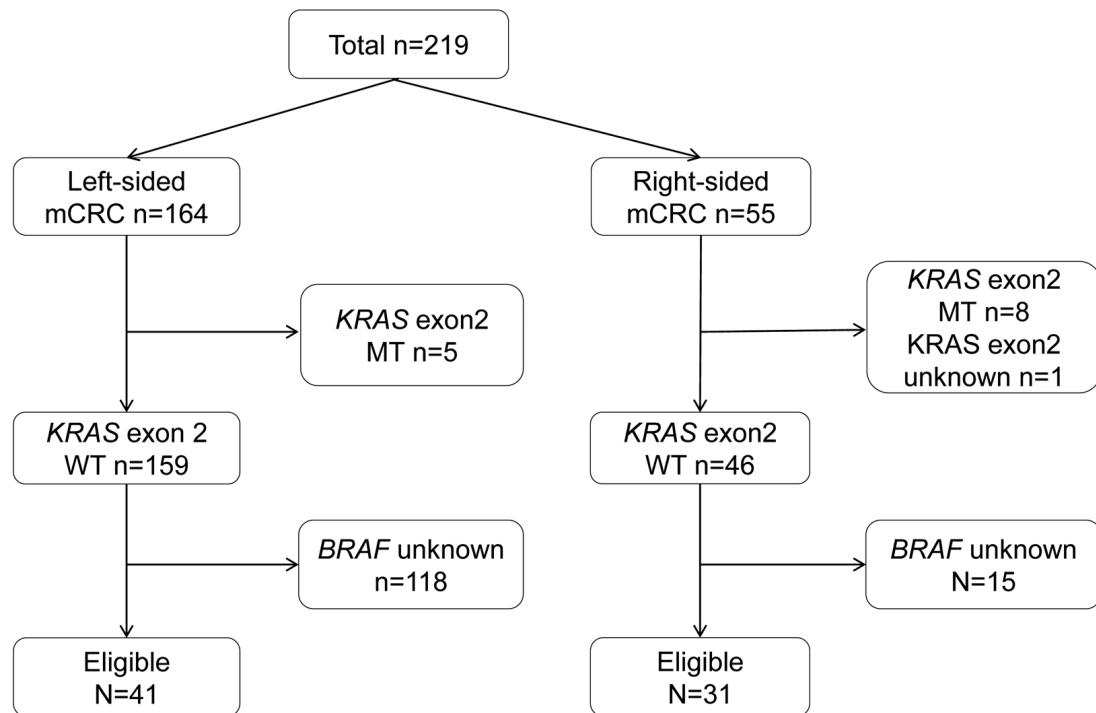 Total n=219
Left-sided
mCRC n=164
Right-sided
mCRC n=55
KRAS exon2
MT n=5
KRAS exon2
MT n=8
KRAS exon2
unknown n=1
KRAS exon 2
WT n=159
KRAS exon2
WT n=46
BRAF unknown
n=118
BRAF unknown
N=15
Eligible
N=41
Eligible
N=31